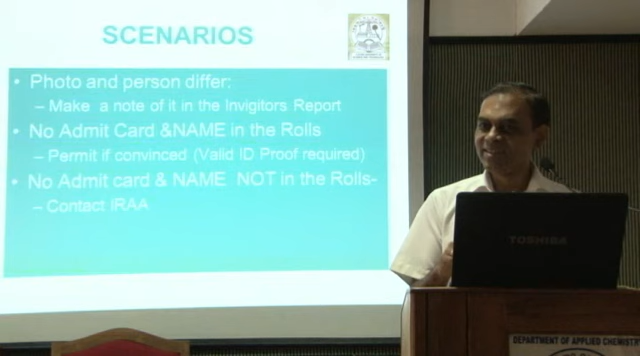 SCENARIOS
• Photo and person differ:
– Make a note of it in the Invigitors Report
• No Admit Card &NAME in the Rolls
– Permit if convinced (Valid ID Proof required)
• No Admit card & NAME NOT in the Rolls-
– Contact IRAA
TOSHIBA
DEPARTMENT OF APPLIED CHEMISTRY